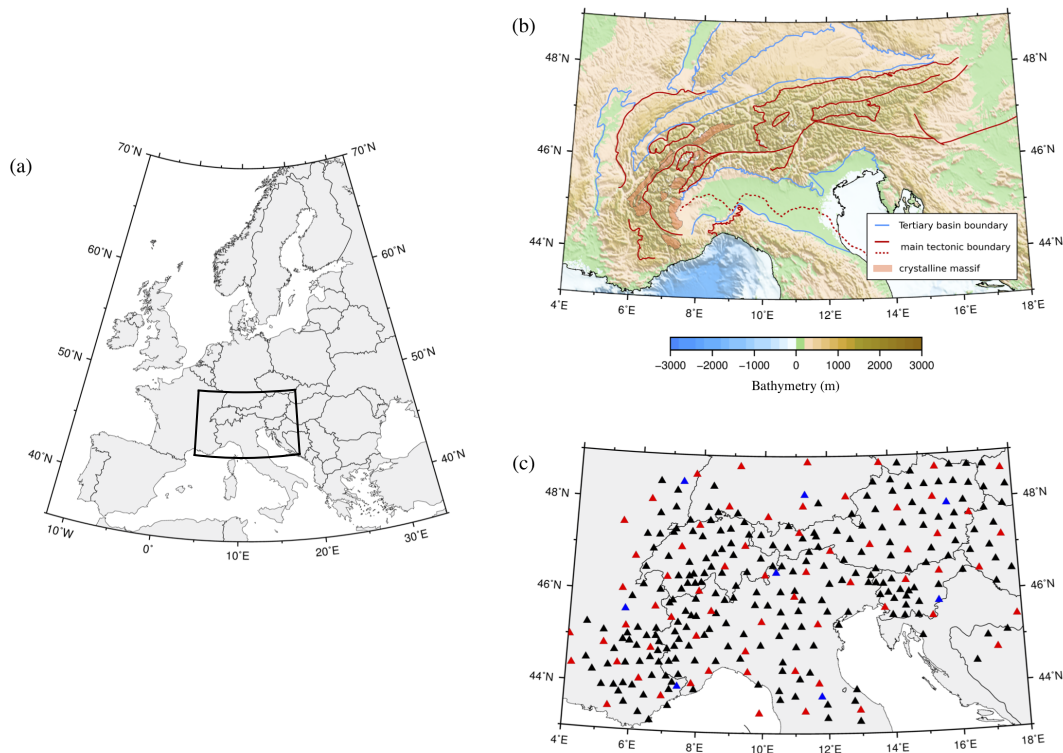 (a)
70˚N
70˚N
60˚N
60˚N
50˚N
50˚N
40˚N
40˚N
10˚W
0˚
10˚E
20˚E
30˚E
(b)
48˚N
48˚N
46˚N
46˚N
44˚N
44˚N
4˚E
6˚E
8˚E
10˚E
12˚E
14˚E
16˚E
18˚E
Tertiary basin boundary
main tectonic boundary
crystalline massif
−3000 −2000 −1000 0 1000 2000 3000
Bathymetry (m)
(c)
48˚N
48˚N
46˚N
46˚N
44˚N
44˚N
4˚E
6˚E
8˚E
10˚E
12˚E
14˚E
16˚E
18˚E